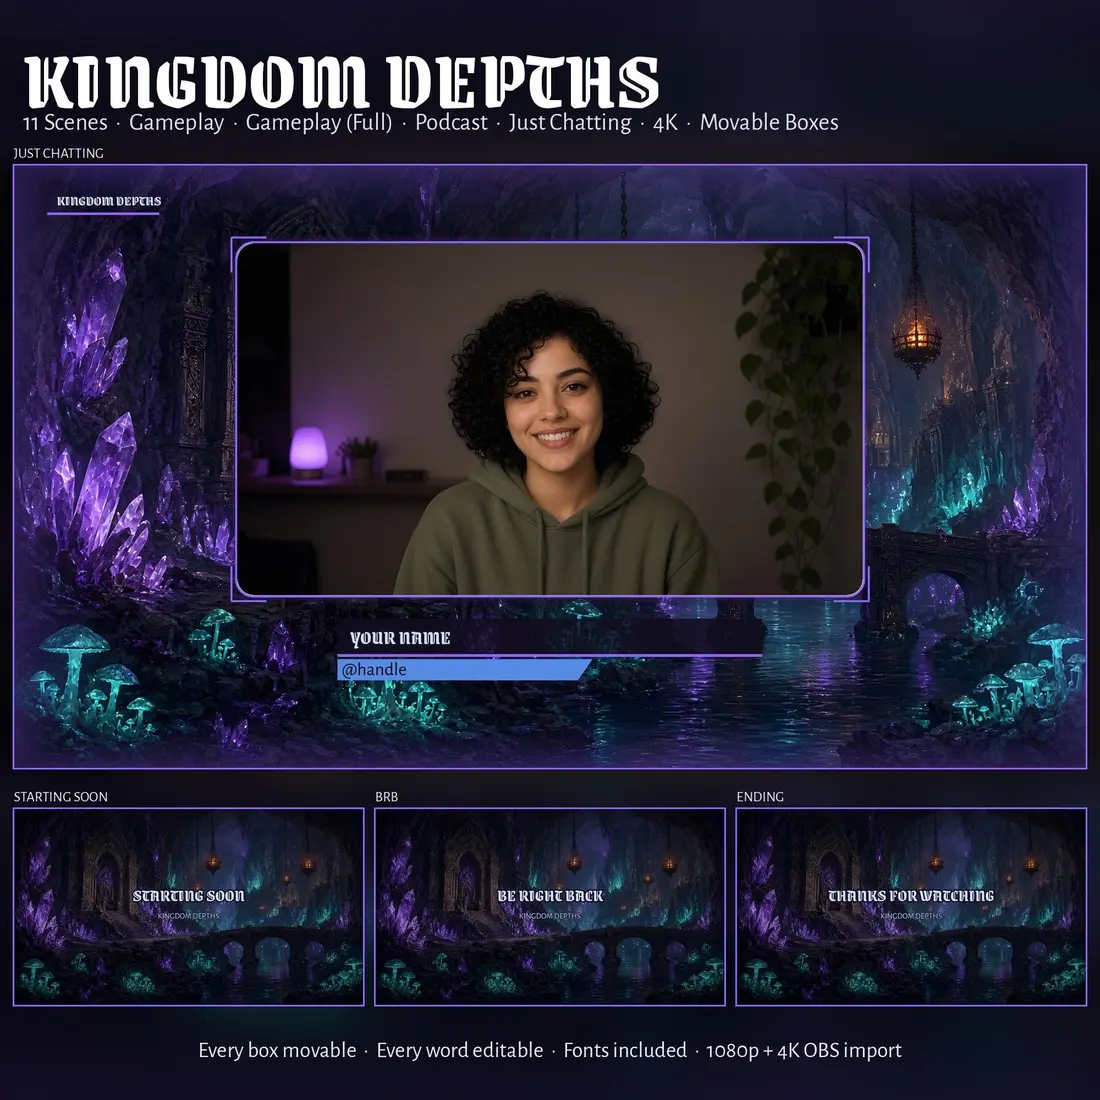 KINGDOM DEPTHS
11 Scenes · Gameplay · Gameplay (Full) · Podcast · Just Chatting · 4K · Movable Boxes
JUST CHATTING
KINGDOM DEPTHS
YOUR NAME
@handle
STARTING SOON
BRB
ENDING
STARTING SOON
KINGDOM DEPTHS
BE RIGHT BACK
KINGDOM DEPTHS
THANKS FOR WATCHING
KINGDOM DEPTHS
Every box movable · Every word editable · Fonts included · 1080p + 4K OBS import